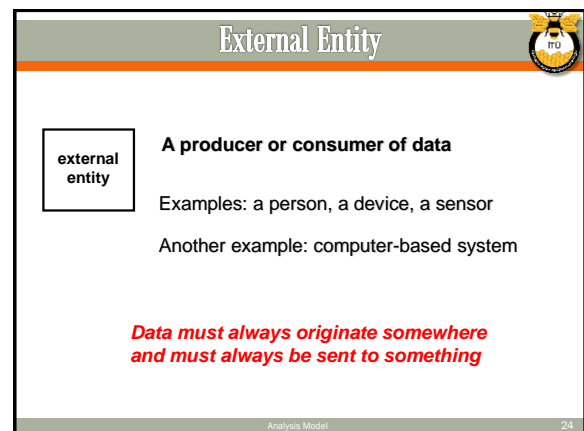 External Entity
ITÜ
external
entity
A producer or consumer of data
Examples: a person, a device, a sensor
Another example: computer-based system
Data must always originate somewhere
and must always be sent to something
Analysis Model
24